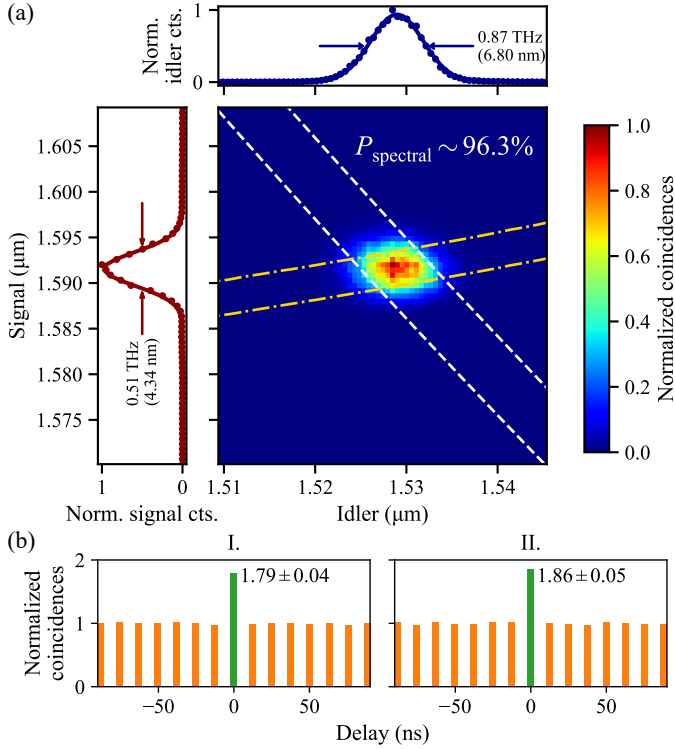 (a)
Norm.
idler cts.
1
0
0.87 THz
(6.80 nm)
P_spectral ∼ 96.3%
Signal (μm)
1.605
1.600
1.595
1.590
1.585
1.580
1.575
0.51 THz
(4.34 nm)
1 0
Norm. signal cts.
1.51 1.52 1.53 1.54
Idler (μm)
1.0
0.8
0.6
0.4
0.2
0.0
Normalized coincidences
(b)
I. II.
Normalized
coincidences
2
1
0
1.79 ± 0.04 1.86 ± 0.05
−50 0 50 −50 0 50
Delay (ns)